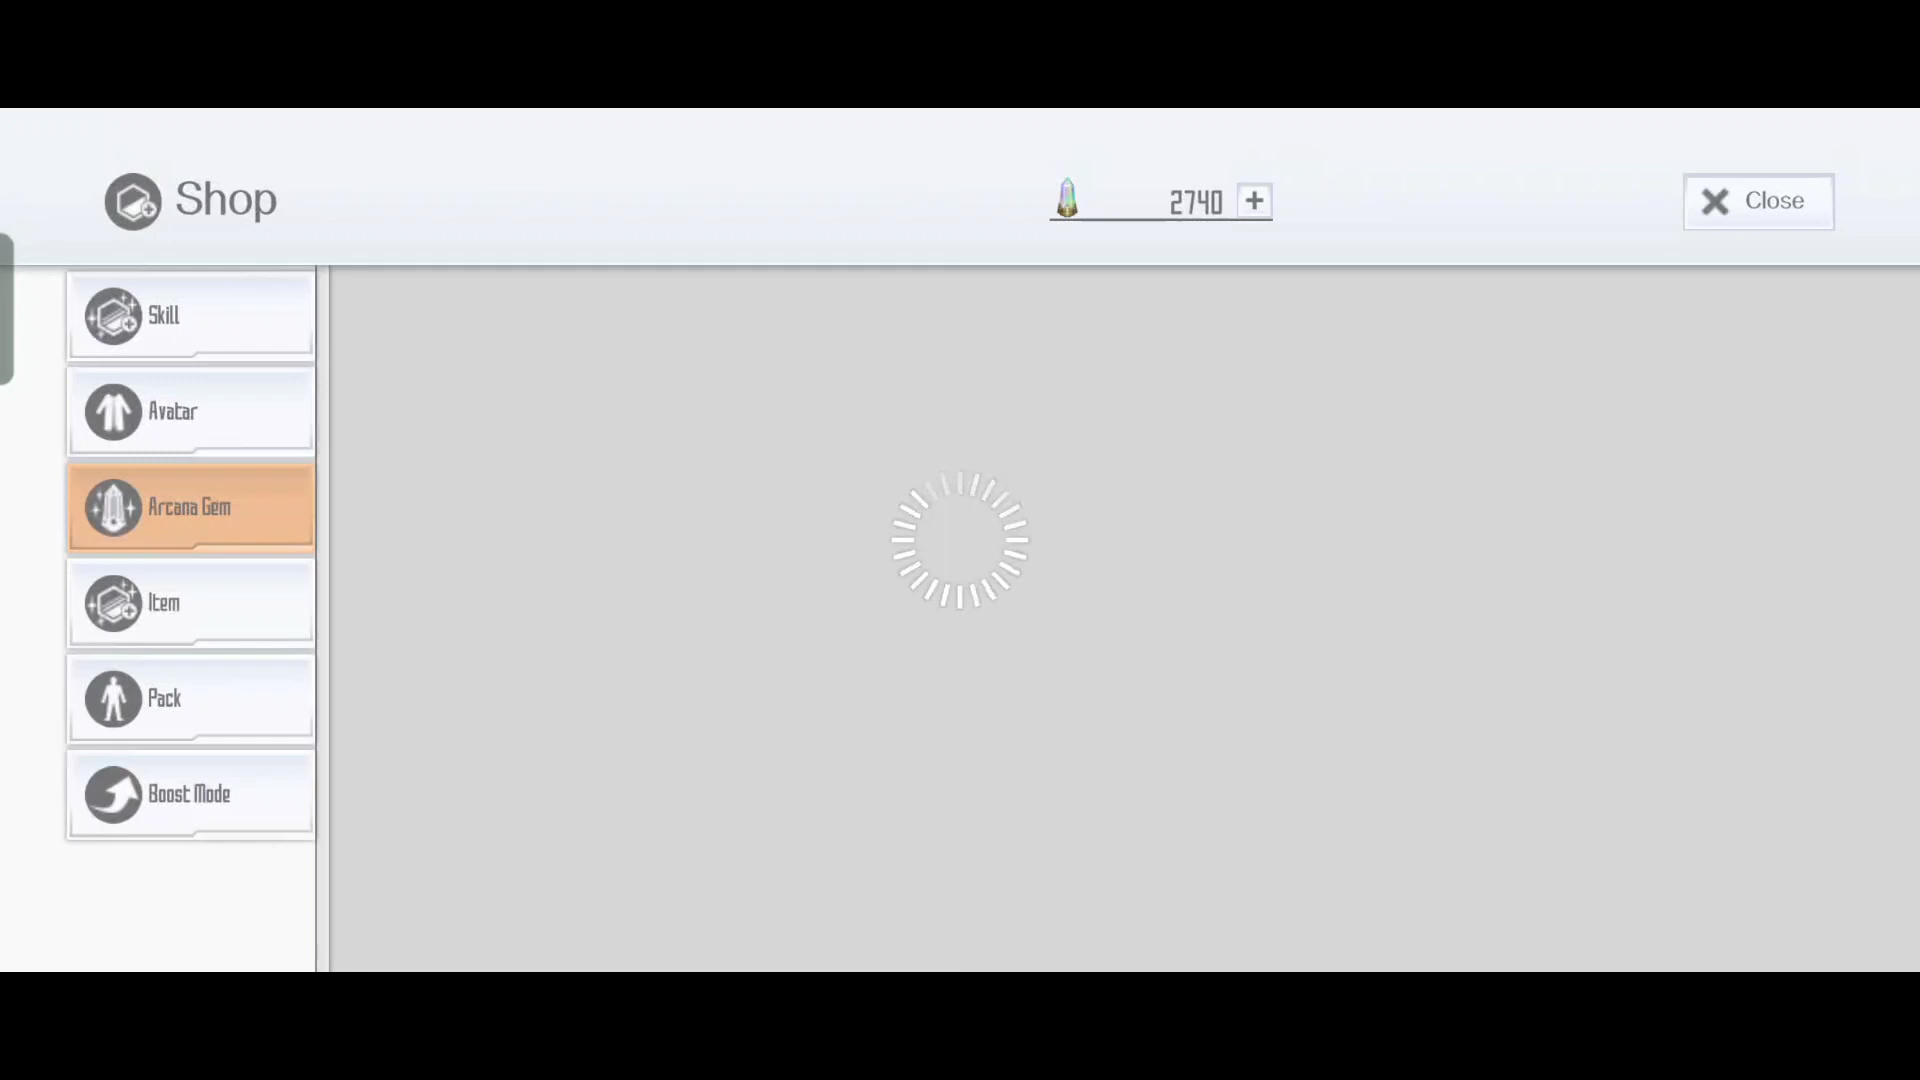 Shop
2740
Close
Skill
Avatar
Arcana Gem
Item
Pack
Boost Mode